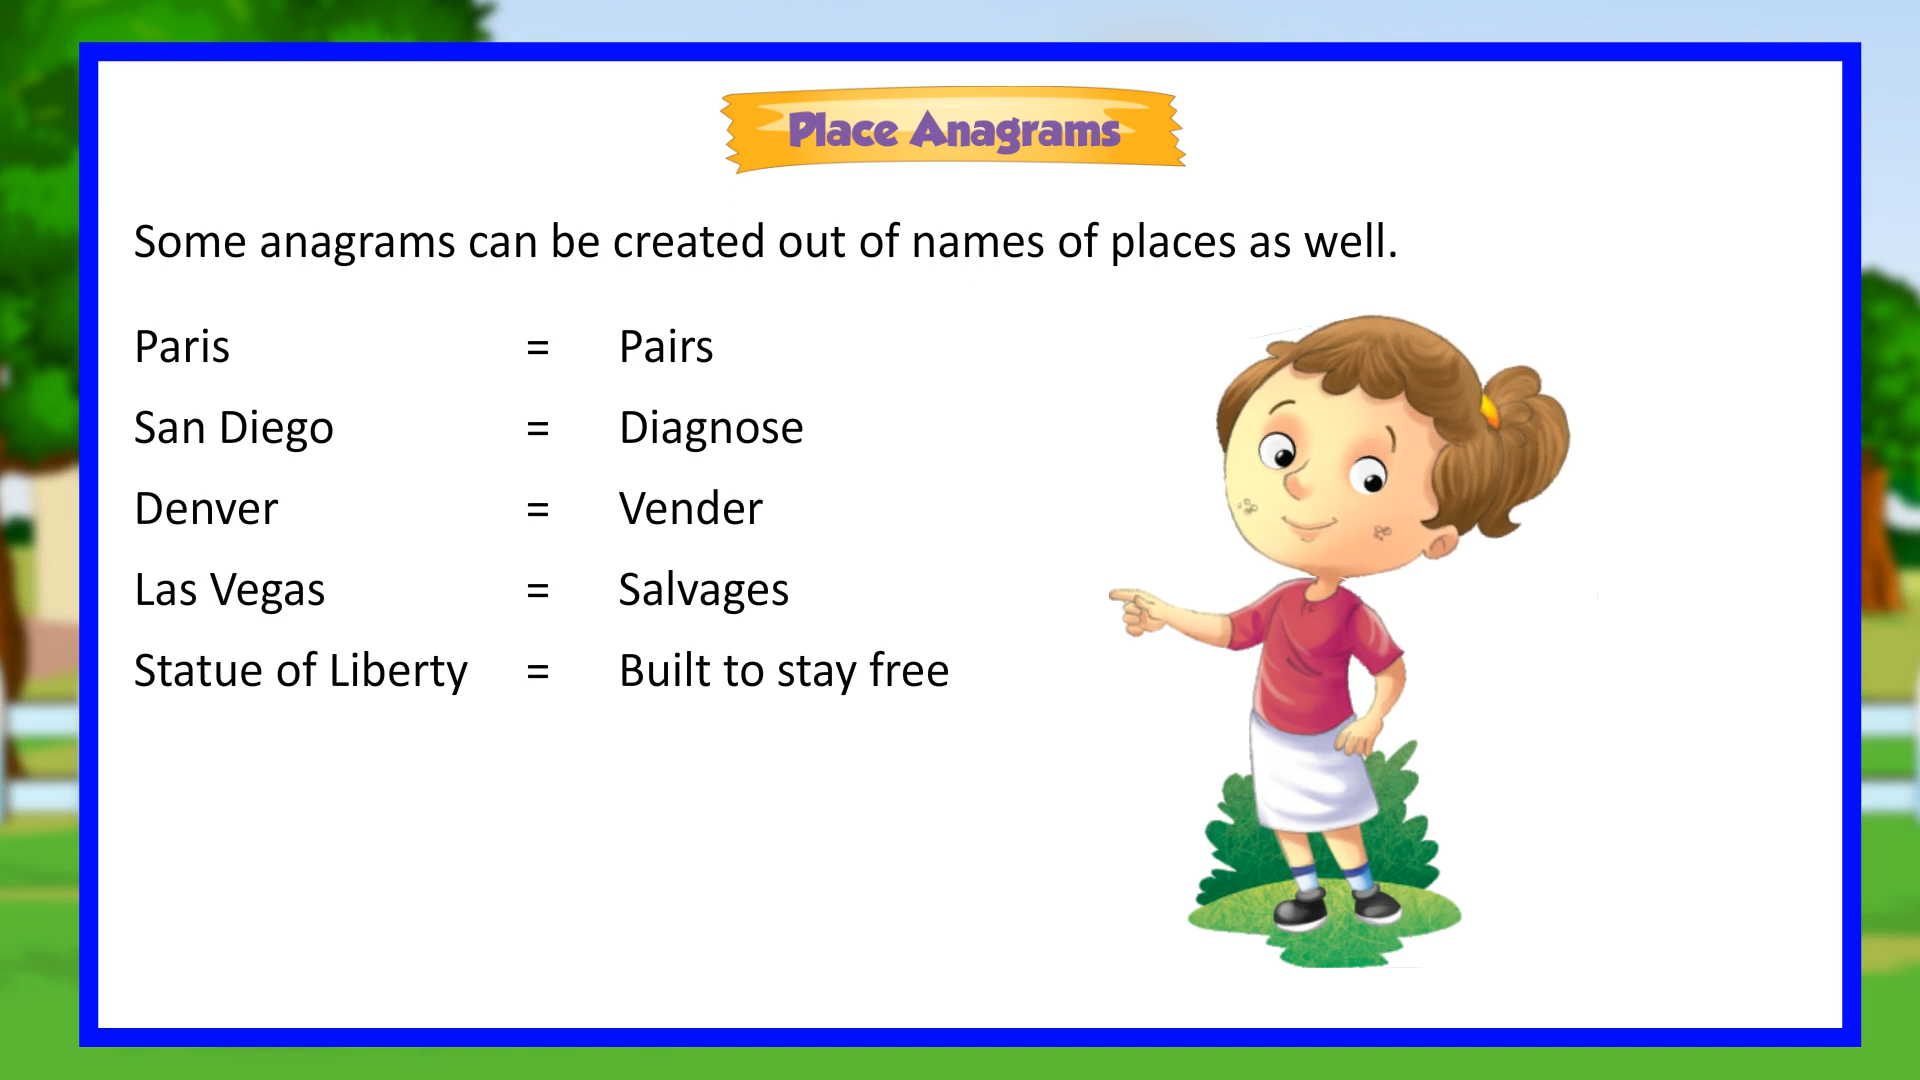 Place Anagrams
Some anagrams can be created out of names of places as well.
Paris = Pairs
San Diego = Diagnose
Denver = Vender
Las Vegas = Salvages
Statue of Liberty = Built to stay free